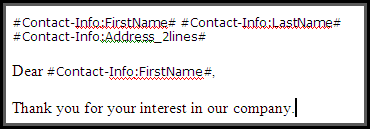 #Contact-Info:FirstName# #Contact-Info:LastName#
#Contact-Info:Address_2lines#
Dear #Contact-Info:FirstName#,
Thank you for your interest in our company.